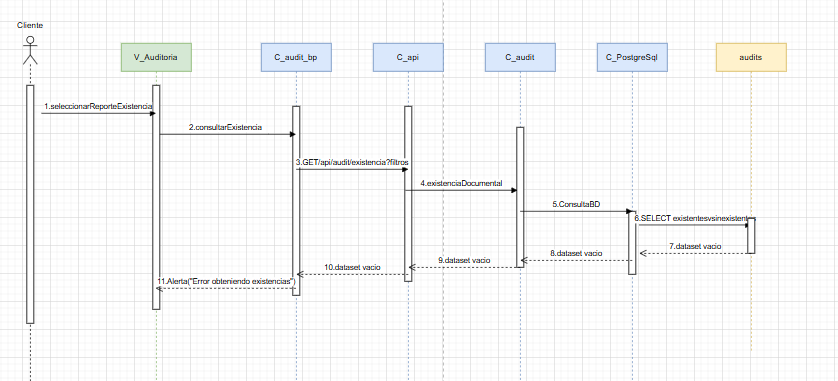 Cliente
V_Auditoria
C_audit_bp
C_api
C_audit
C_PostgreSql
audits
1.seleccionarReporteExistencia
2.consultarExistencia
3.GET/api/audit/existencia?filtros
4.existenciaDocumental
5.ConsultaBD
6.SELECT existentesvsinexistent
7.dataset vacio
8.dataset vacio
9.dataset vacio
10.dataset vacio
11.Alerta("Error obteniendo existencias")